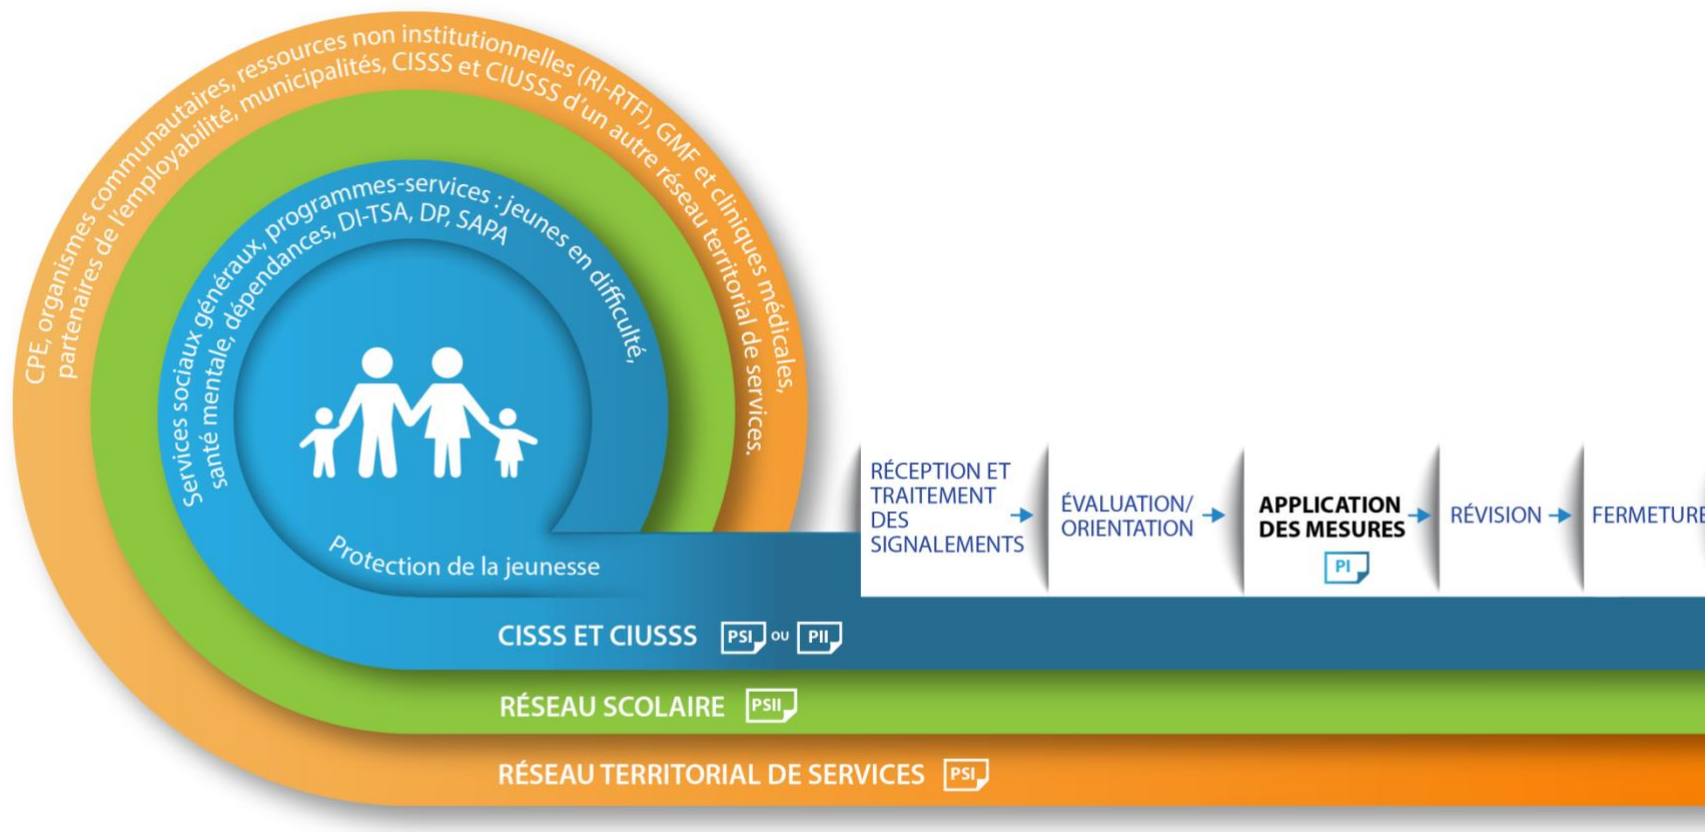 CPE, organismes communautaires, ressources non institutionnelles (RI-RTF), GMF et cliniques médicales,
partenaires de l'employabilité, municipalités, CISSS et CIUSSS d'un autre réseau territorial de services.
Services sociaux généraux, programmes-services : jeunes en difficulté,
santé mentale, dépendances, DI-TSA, DP, SAPA
Protection de la jeunesse
RÉCEPTION ET
TRAITEMENT
DES
SIGNALEMENTS
ÉVALUATION/
ORIENTATION
APPLICATION
DES MESURES
PI
RÉVISION
FERMETURE
CISSS ET CIUSSS PSI OU PII
RÉSEAU SCOLAIRE PSII
RÉSEAU TERRITORIAL DE SERVICES PSI